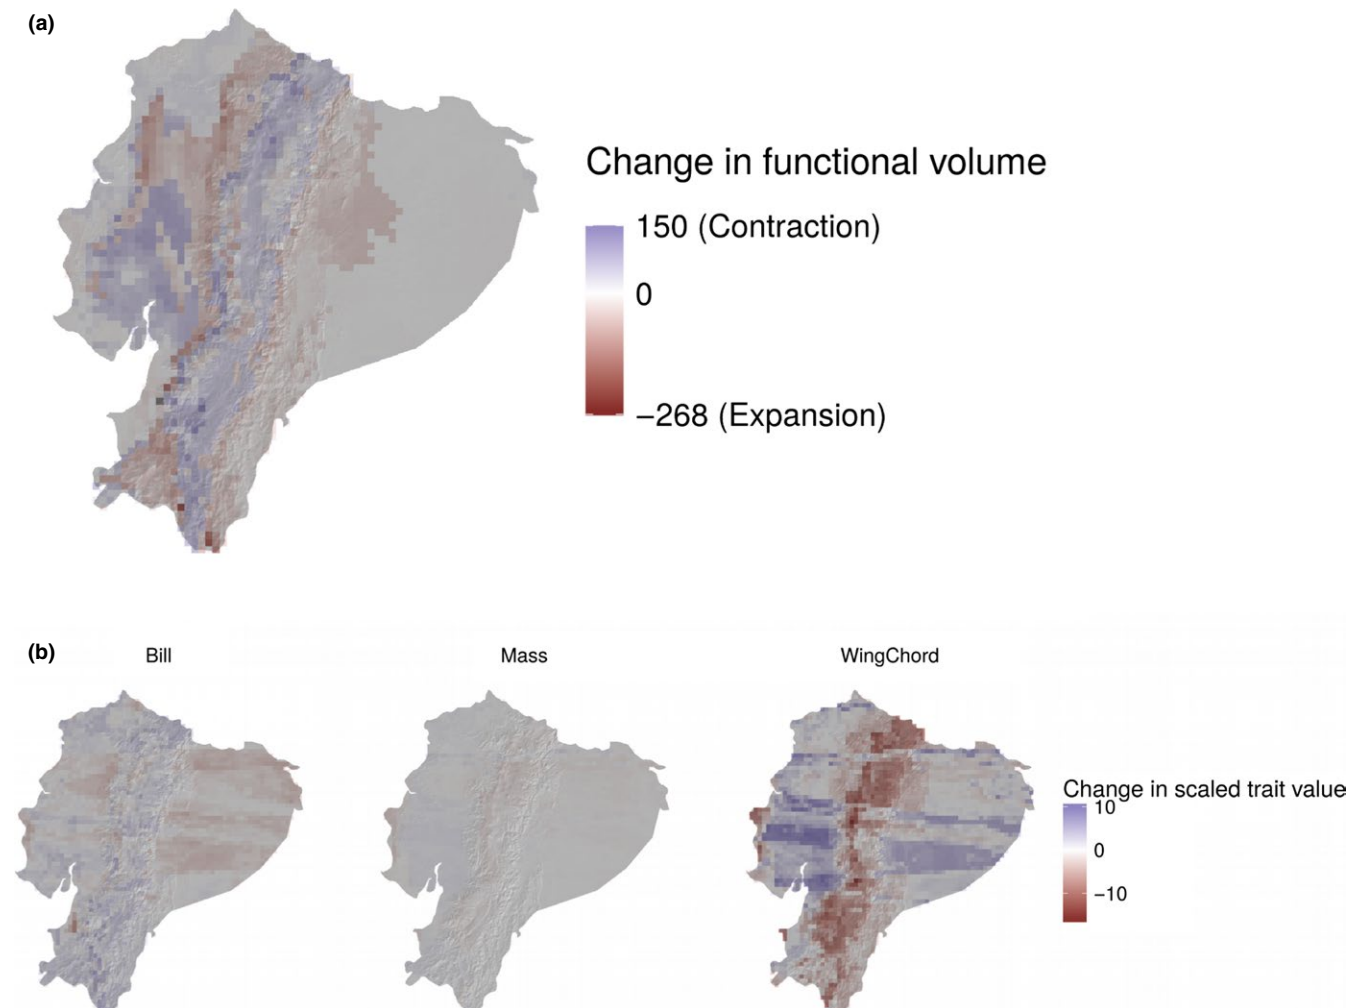 (a)
Change in functional volume
150 (Contraction)
0
−268 (Expansion)
(b)
Bill
Mass
WingChord
Change in scaled trait value
10
0
−10